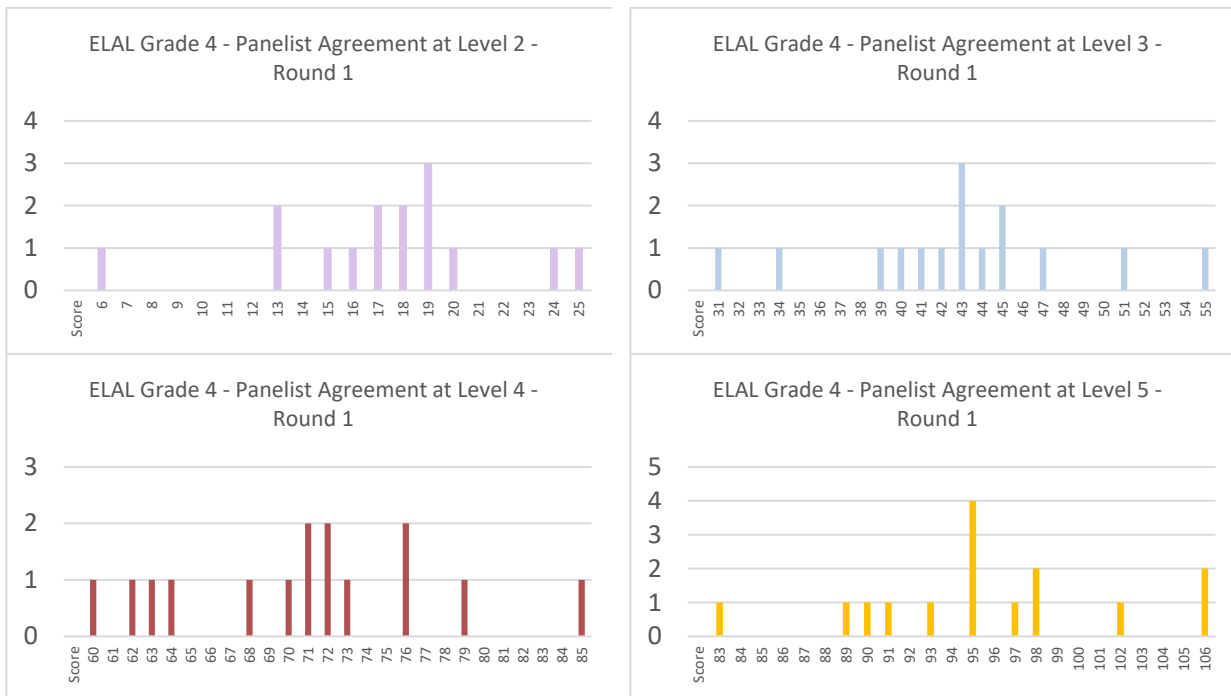 ELAL Grade 4 - Panelist Agreement at Level 2 -
Round 1
4
3
2
1
0
Score 6 7 8 9 10 11 12 13 14 15 16 17 18 19 20 21 22 23 24 25
ELAL Grade 4 - Panelist Agreement at Level 3 -
Round 1
4
3
2
1
0
Score 31 32 33 34 35 36 37 38 39 40 41 42 43 44 45 46 47 48 49 50 51 52 53 54 55
ELAL Grade 4 - Panelist Agreement at Level 4 -
Round 1
3
2
1
0
Score 60 61 62 63 64 65 66 67 68 69 70 71 72 73 74 75 76 77 78 79 80 81 82 83 84 85
ELAL Grade 4 - Panelist Agreement at Level 5 -
Round 1
5
4
3
2
1
0
Score 83 84 85 86 87 88 89 90 91 92 93 94 95 96 97 98 99 100 101 102 103 104 105 106